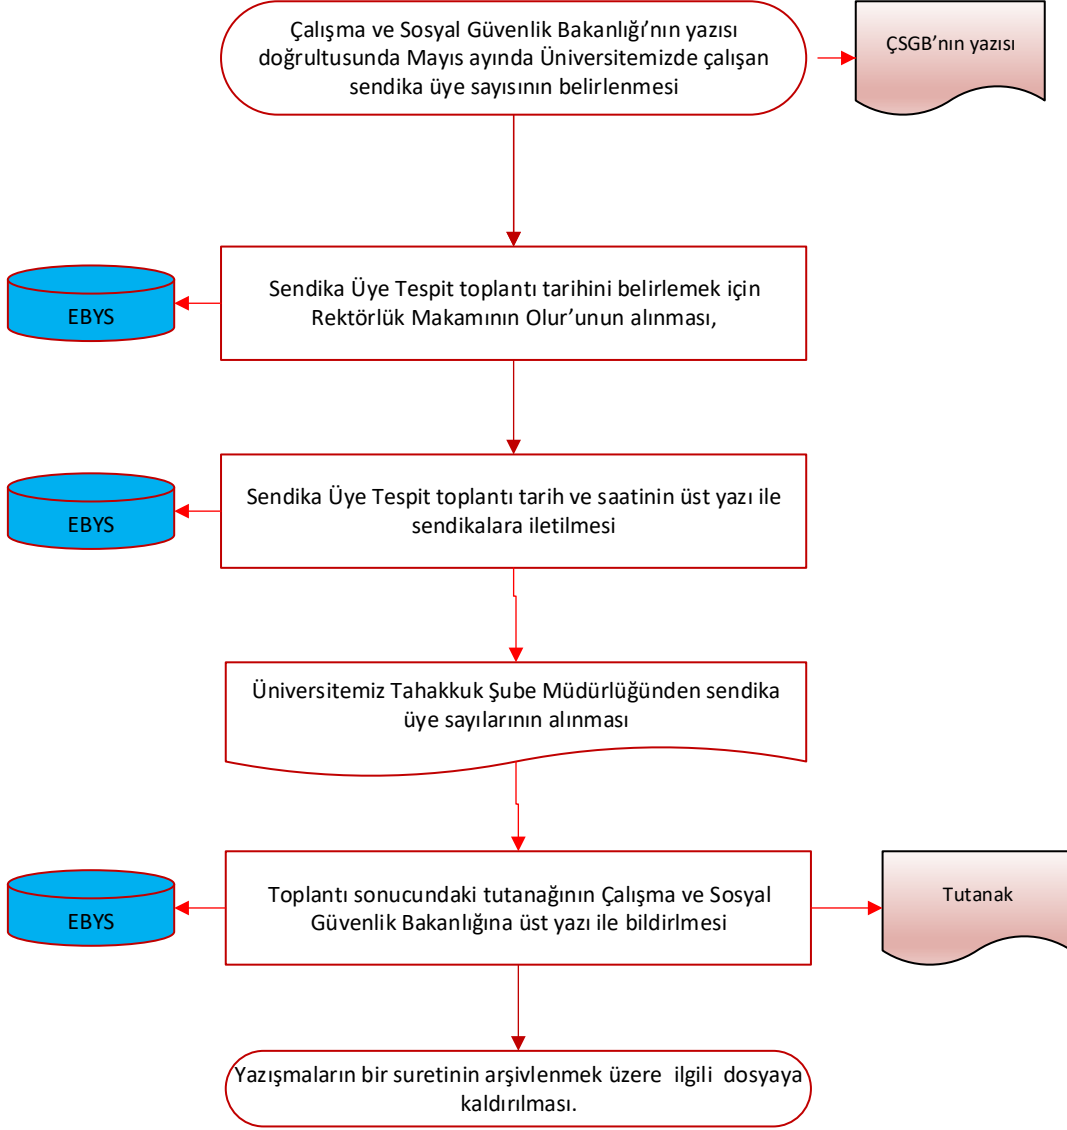 Çalışma ve Sosyal Güvenlik Bakanlığı’nın yazısı
doğrultusunda Mayıs ayında Üniversitemizde çalışan
sendika üye sayısının belirlenmesi
ÇSGB’nın yazısı
Sendika Üye Tespit toplantı tarihini belirlemek için
Rektörlük Makamının Olur’unun alınması,
EBYS
Sendika Üye Tespit toplantı tarih ve saatinin üst yazı ile
sendikalara iletilmesi
EBYS
Üniversitemiz Tahakkuk Şube Müdürlüğünden sendika
üye sayılarının alınması
Toplantı sonucundaki tutanağının Çalışma ve Sosyal
Güvenlik Bakanlığına üst yazı ile bildirlmesi
EBYS
Tutanak
Yazışmaların bir suretinin arşivlenmek üzere  ilgili  dosyaya
kaldırılması.